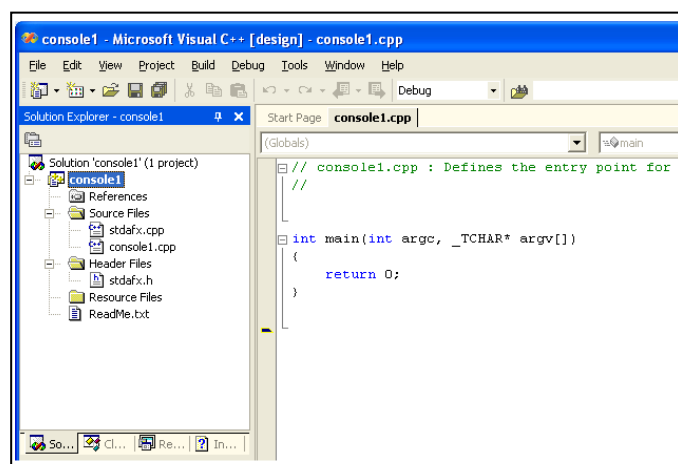 console1 - Microsoft Visual C++ [design] - console1.cpp
File Edit View Project Build Debug Tools Window Help
Debug
Solution Explorer - console1
Start Page console1.cpp
(Globals)
main
Solution 'console1' (1 project)
console1
References
Source Files
stdafx.cpp
console1.cpp
Header Files
stdafx.h
Resource Files
ReadMe.txt
// console1.cpp : Defines the entry point for
//
int main(int argc, _TCHAR* argv[])
{
return 0;
}
So... Cl... Re... In...